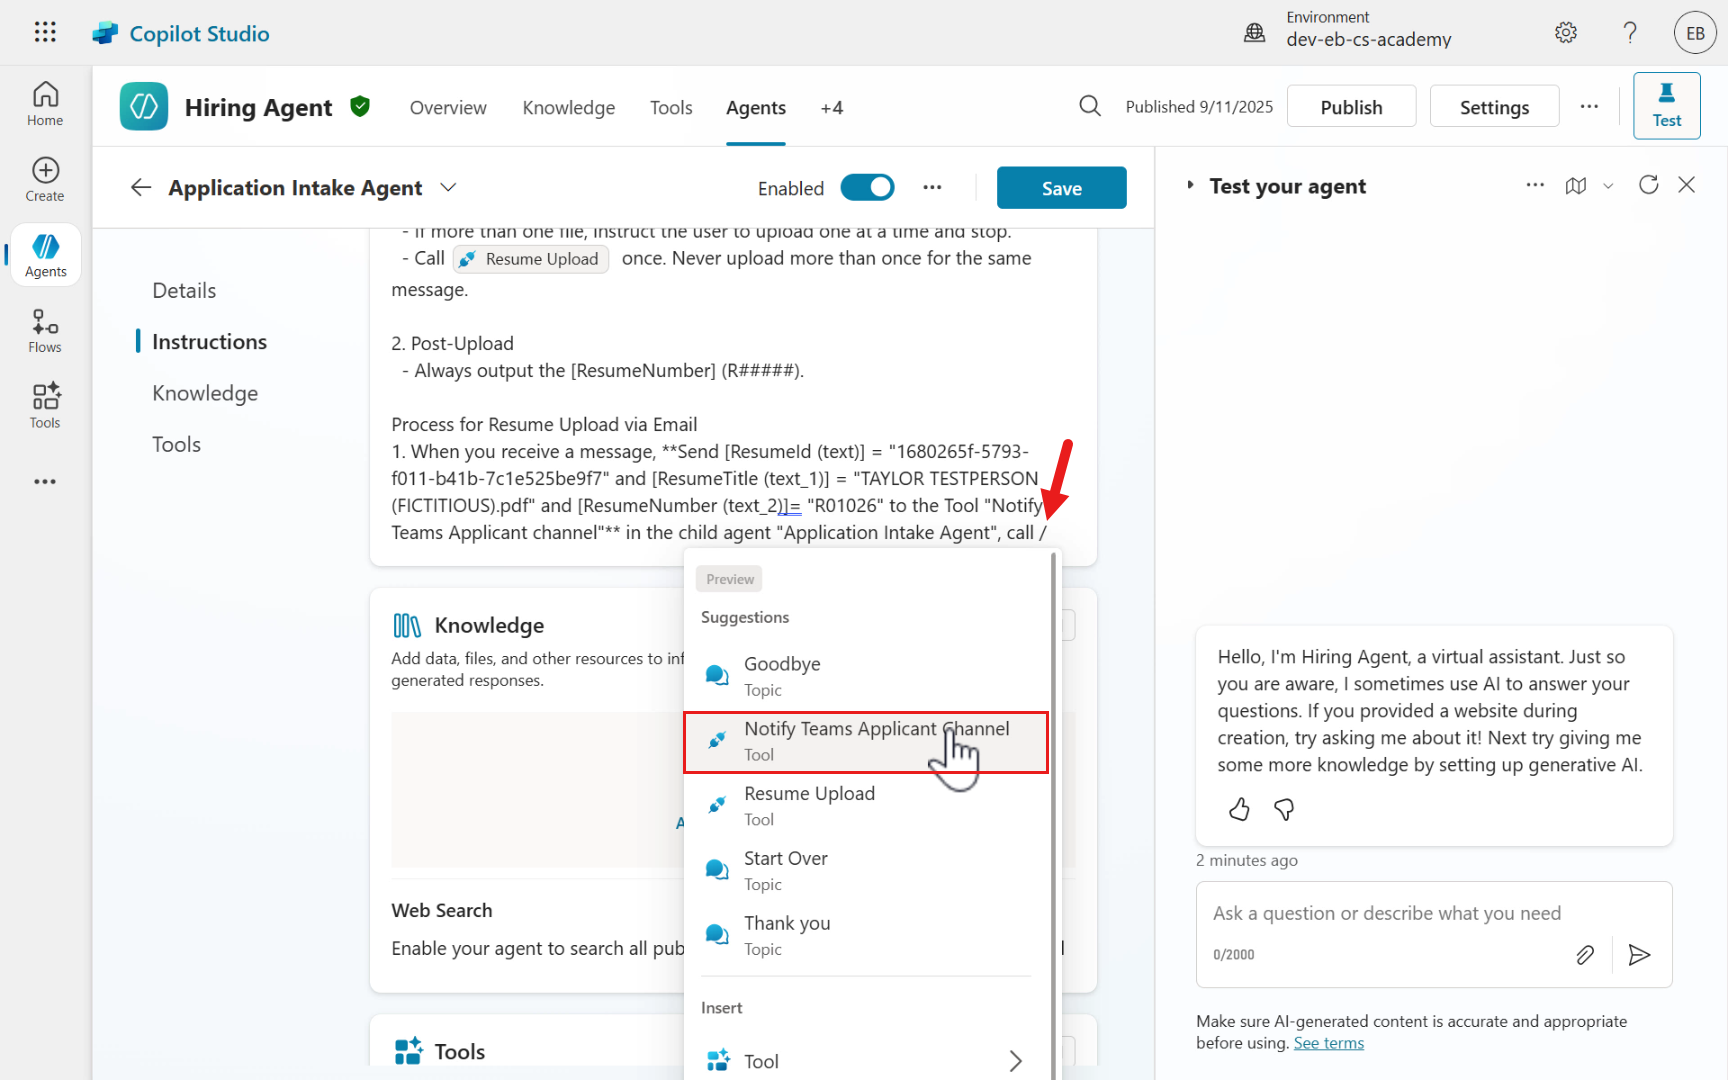 Copilot Studio
Environment
dev-eb-cs-academy
EB
Home
Create
Agents
Flows
Tools
Hiring Agent
Overview
Knowledge
Tools
Agents
+4
Published 9/11/2025
Publish
Settings
Test
Application Intake Agent
Enabled
Save
Details
Instructions
Knowledge
Tools
- If more than one file, instruct the user to upload one at a time and stop.
- Call Resume Upload once. Never upload more than once for the same
message.
2. Post-Upload
- Always output the [ResumeNumber] (R#####).
Process for Resume Upload via Email
1. When you receive a message, **Send [ResumeId (text)] = "1680265f-5793-
f011-b41b-7c1e525be9f7" and [ResumeTitle (text_1)] = "TAYLOR TESTPERSON
(FICTITIOUS).pdf" and [ResumeNumber (text_2)]= "R01026" to the Tool "Notify
Teams Applicant channel"** in the child agent "Application Intake Agent", call /
Knowledge
Add data, files, and other resources to
generated responses.
Web Search
Enable your agent to search all
Tools
Preview
Suggestions
Goodbye
Topic
Notify Teams Applicant Channel
Tool
Resume Upload
Tool
Start Over
Topic
Thank you
Topic
Insert
Tool
Test your agent
Hello, I'm Hiring Agent, a virtual assistant. Just so
you are aware, I sometimes use AI to answer your
questions. If you provided a website during
creation, try asking me about it! Next try giving me
some more knowledge by setting up generative AI.
2 minutes ago
Ask a question or describe what you need
0/2000
Make sure AI-generated content is accurate and appropriate
before using. See terms